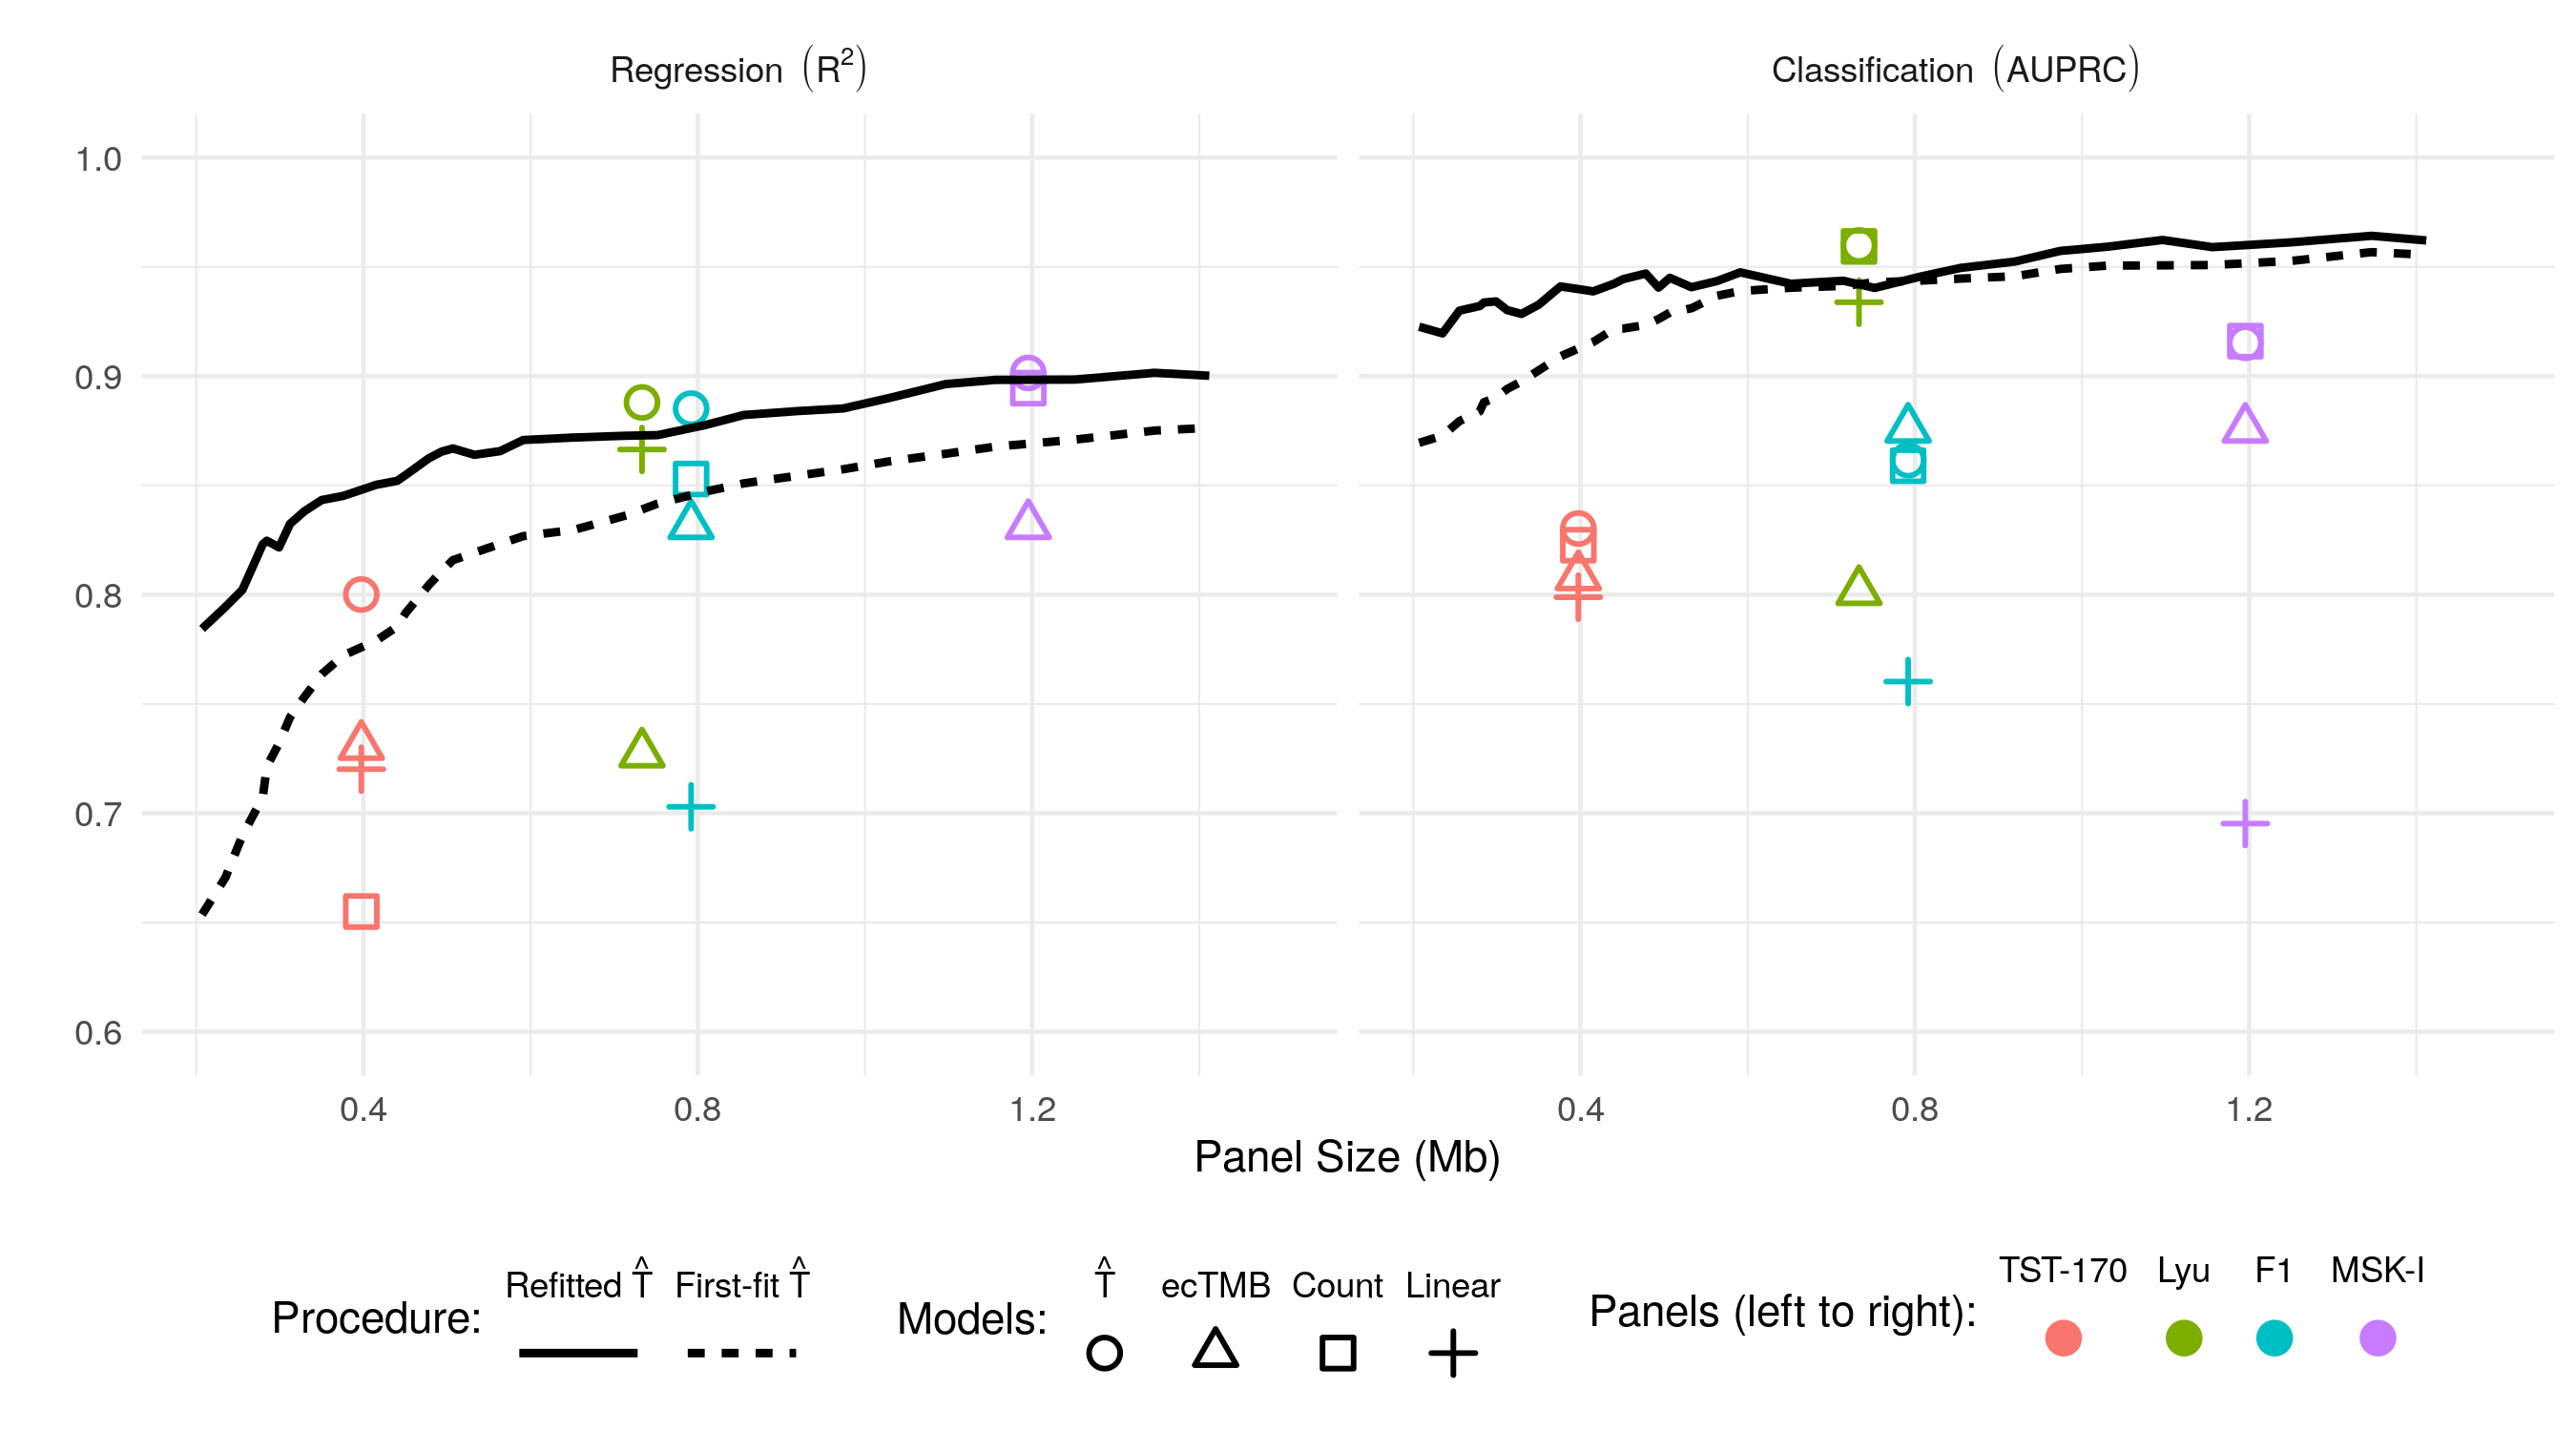 Regression (R²)
Classification (AUPRC)
1.0
0.9
0.8
0.7
0.6
0.4 0.8 1.2
0.4 0.8 1.2
Panel Size (Mb)
Procedure: Refitted T̂ First-fit T̂
Models: T̂ ecTMB Count Linear
Panels (left to right): TST-170 Lyu F1 MSK-I